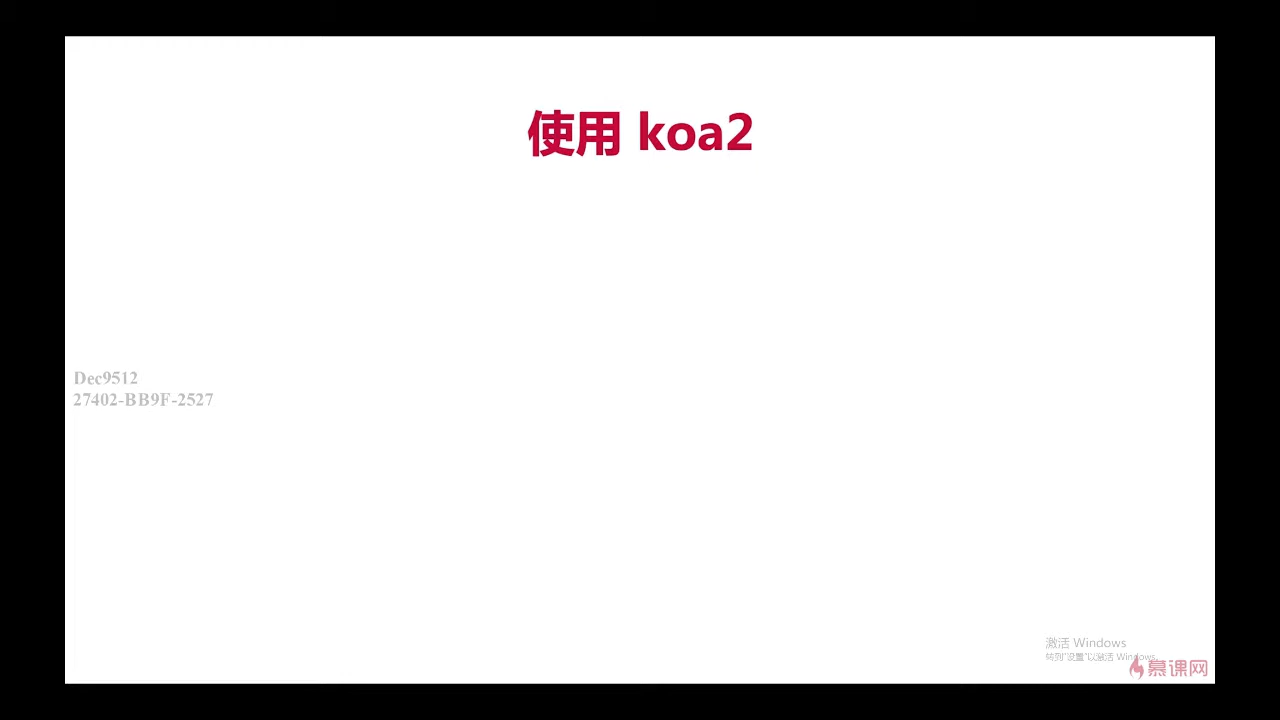 使用 koa2
Dec9512
27402-BB9F-2527
激活 Windows
转到"设置"以激活 Windows。
慕课网